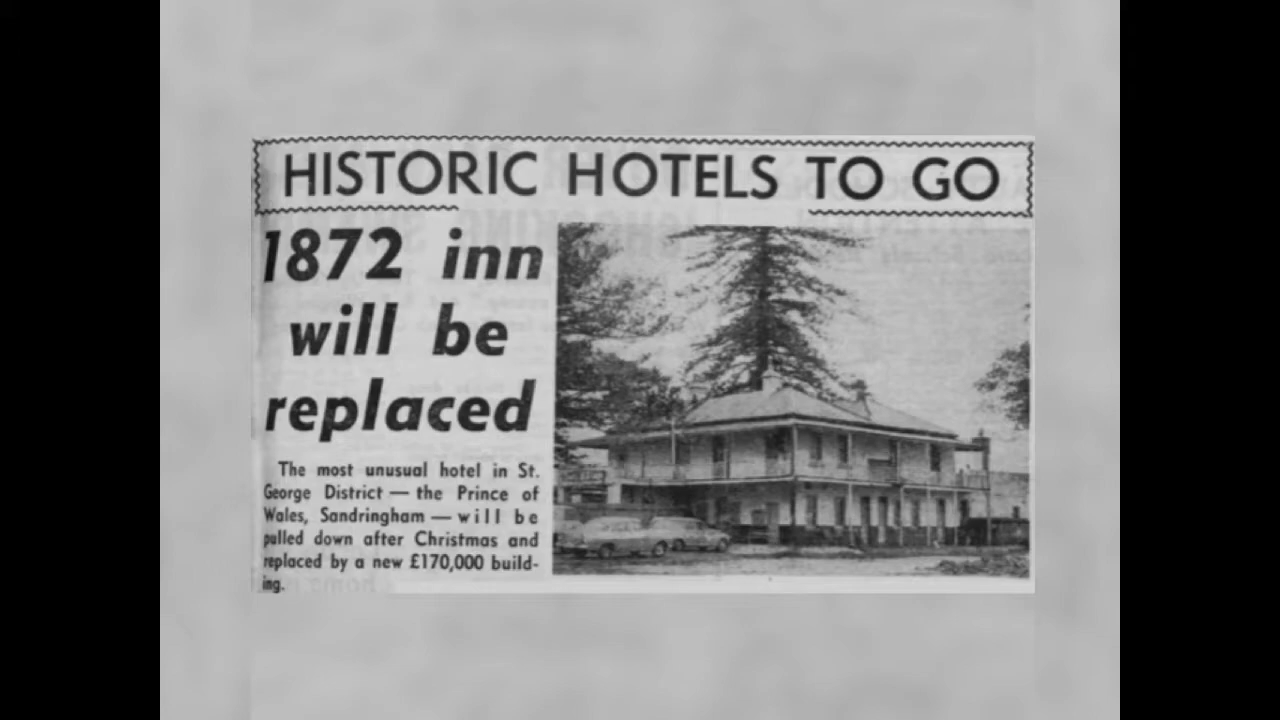 HISTORIC HOTELS TO GO
1872 inn
will be
replaced
The most unusual hotel in St.
George District — the Prince of
Wales, Sandringham — will be
pulled down after Christmas and
replaced by a new £170,000 build-
ing.